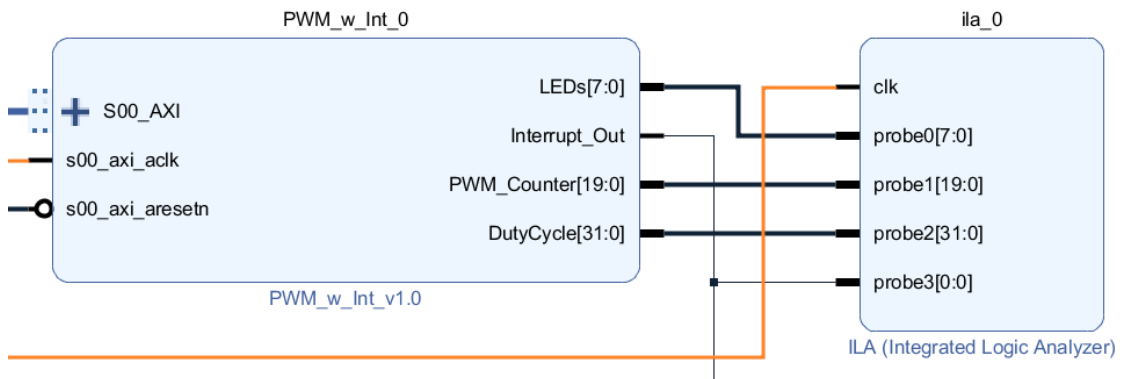 PWM_w_Int_0
S00_AXI
s00_axi_aclk
s00_axi_aresetn
LEDs[7:0]
Interrupt_Out
PWM_Counter[19:0]
DutyCycle[31:0]
PWM_w_Int_v1.0
ila_0
clk
probe0[7:0]
probe1[19:0]
probe2[31:0]
probe3[0:0]
ILA (Integrated Logic Analyzer)